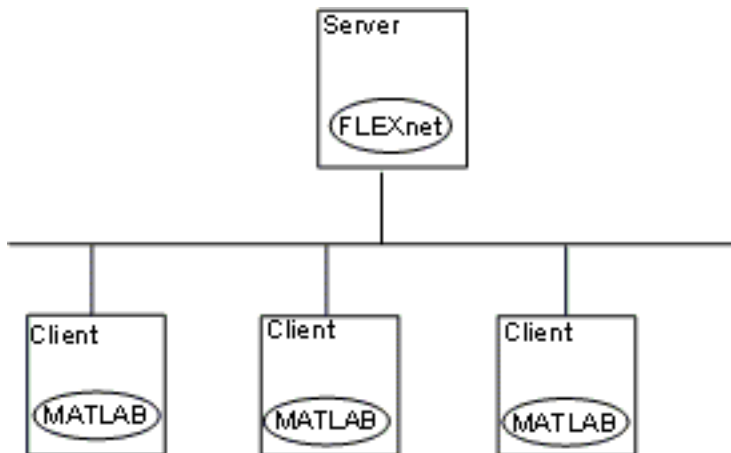 Server
FLEXnet
Client
MATLAB
Client
MATLAB
Client
MATLAB